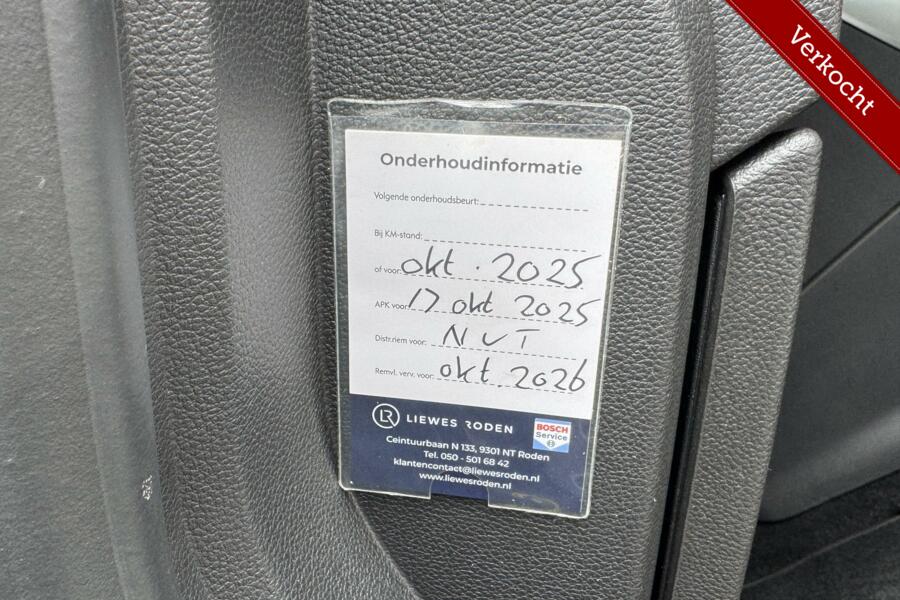 Verkocht
Onderhoudinformatie
Volgende onderhoudsbeurt:
Bij KM-stand:
of voor: okt. 2025
APK voor: 17 okt 2025
Distr.riem voor: NVT
Remvl. verv. voor: okt. 2026
LR LIEWES RODEN
BOSCH
Service
Ceintuurbaan N 133, 9301 NT Roden
Tel. 050 - 501 68 42
klantencontact@liewesroden.nl
www.liewesroden.nl